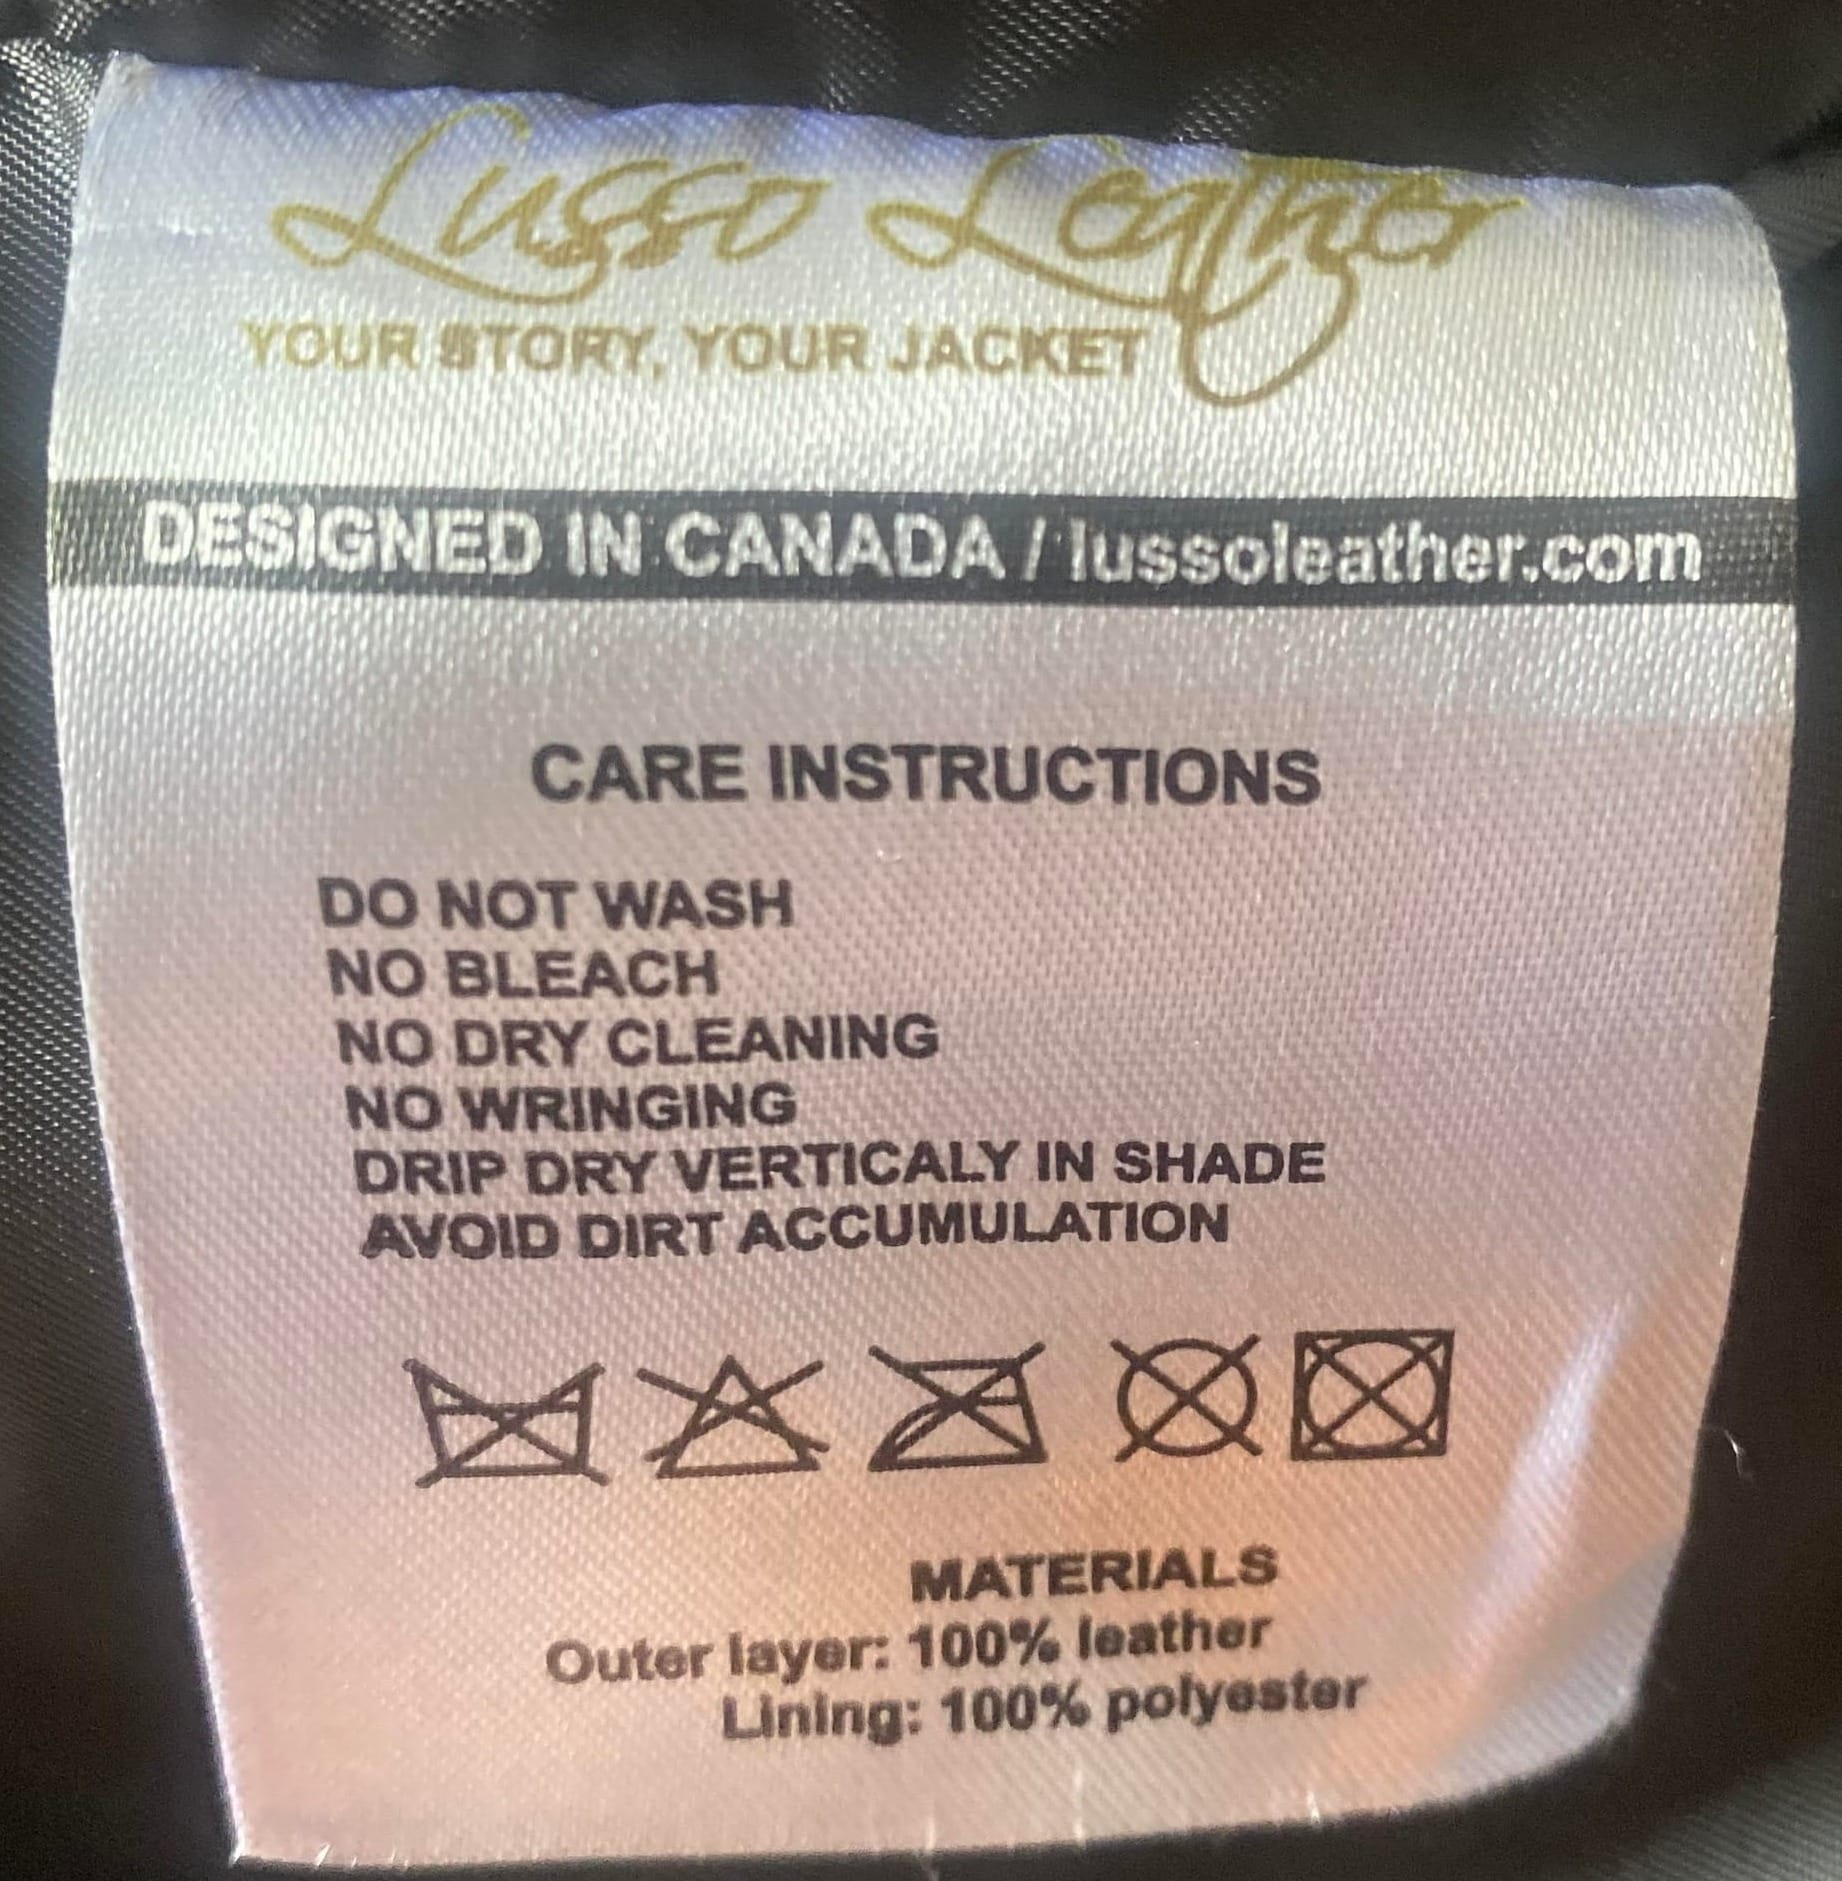 Lusso Leather
YOUR STORY, YOUR JACKET
DESIGNED IN CANADA / lussoleather.com
CARE INSTRUCTIONS
DO NOT WASH
NO BLEACH
NO DRY CLEANING
NO WRINGING
DRIP DRY VERTICALY IN SHADE
AVOID DIRT ACCUMULATION
MATERIALS
Outer layer: 100% leather
Lining: 100% polyester